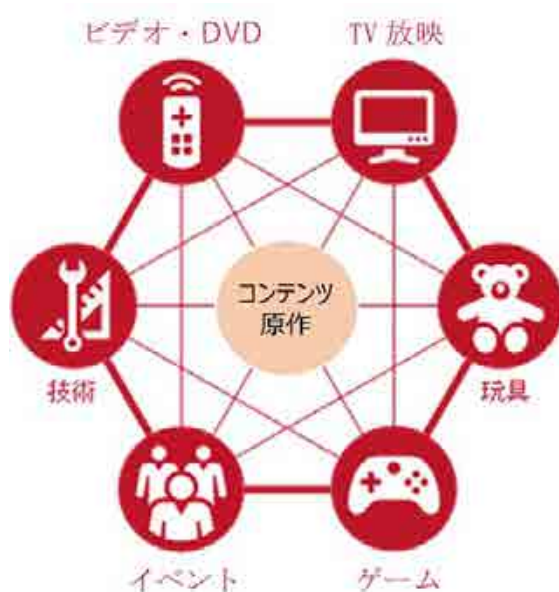 ビデオ・DVD
TV 放映
コンテンツ
原作
技術
玩具
イベント
ゲーム